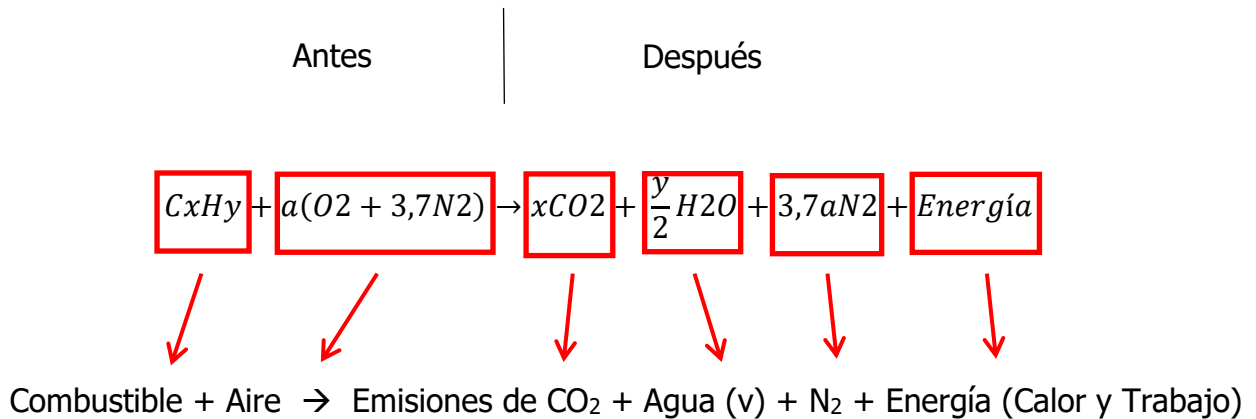 Antes Después
CxHy + a(O2 + 3,7N2) → xCO2 + y/2 H2O + 3,7aN2 + Energía
Combustible + Aire → Emisiones de CO₂ + Agua (v) + N₂ + Energía (Calor y Trabajo)